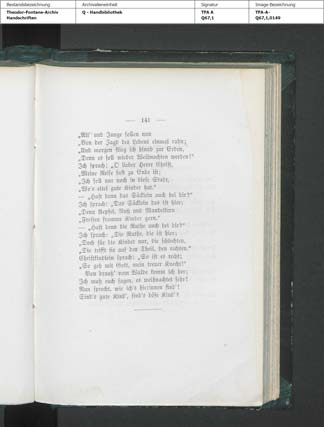 Bestandsbezeichnung
Archivalieneinheit
Signatur
Image-Bezeichnung
Theodor-Fontane-Archiv
Q - Handbibliothek
TFA A
TFA-A-
Handschriften
Q67,1
Q67,1,0149
— 141 —
„Alt' und Junge sollen nun
„Von der Jagd des Lebens einmal ruhn;
„Und morgen flieg ich hinab zur Erden,
„Denn es soll wieder Weihnachten werden!“
Ich sprach: „O lieber Herre Christ,
„Meine Reise fast zu Ende ist;
„Ich soll nur noch in diese Stadt,
„Wo's eitel gute Kinder hat.“
— „Hast denn das Säcklein auch bei dir?“
Ich sprach: „Das Säcklein das ist hier;
„Denn Aepfel, Nuß und Mandelkern
„Fressen fromme Kinder gern.“
— „Hast denn die Ruthe auch bei dir?“
Ich sprach: „Die Ruthe, die ist hier;
„Doch für die Kinder nur, die schlechten,
„Die trifft sie auf den Theil, den rechten.“
Christkindlein sprach: „So ist es recht;
„So geh mit Gott, mein treuer Knecht!“
Von drauß' vom Walde komm ich her;
Ich muß euch sagen, es weihnachtet sehr!
Nun sprecht, wie ich's hierinnen find'!
Sind's gute Kind', sind's böse Kind'?